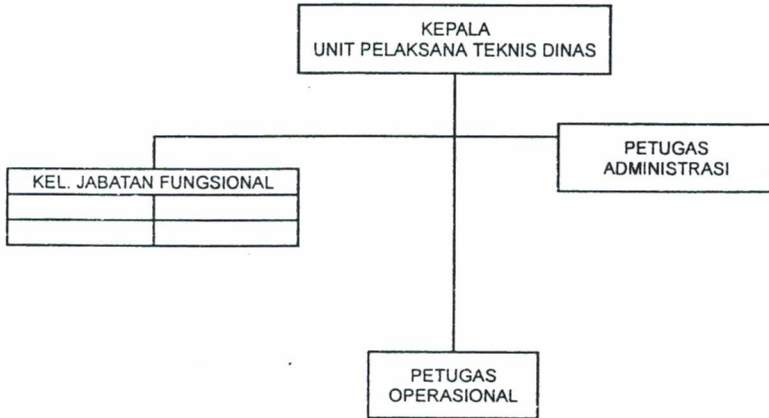 KEPALA
UNIT PELAKSANA TEKNIS DINAS
PETUGAS
ADMINISTRASI
KEL. JABATAN FUNGSIONAL
PETUGAS
OPERASIONAL